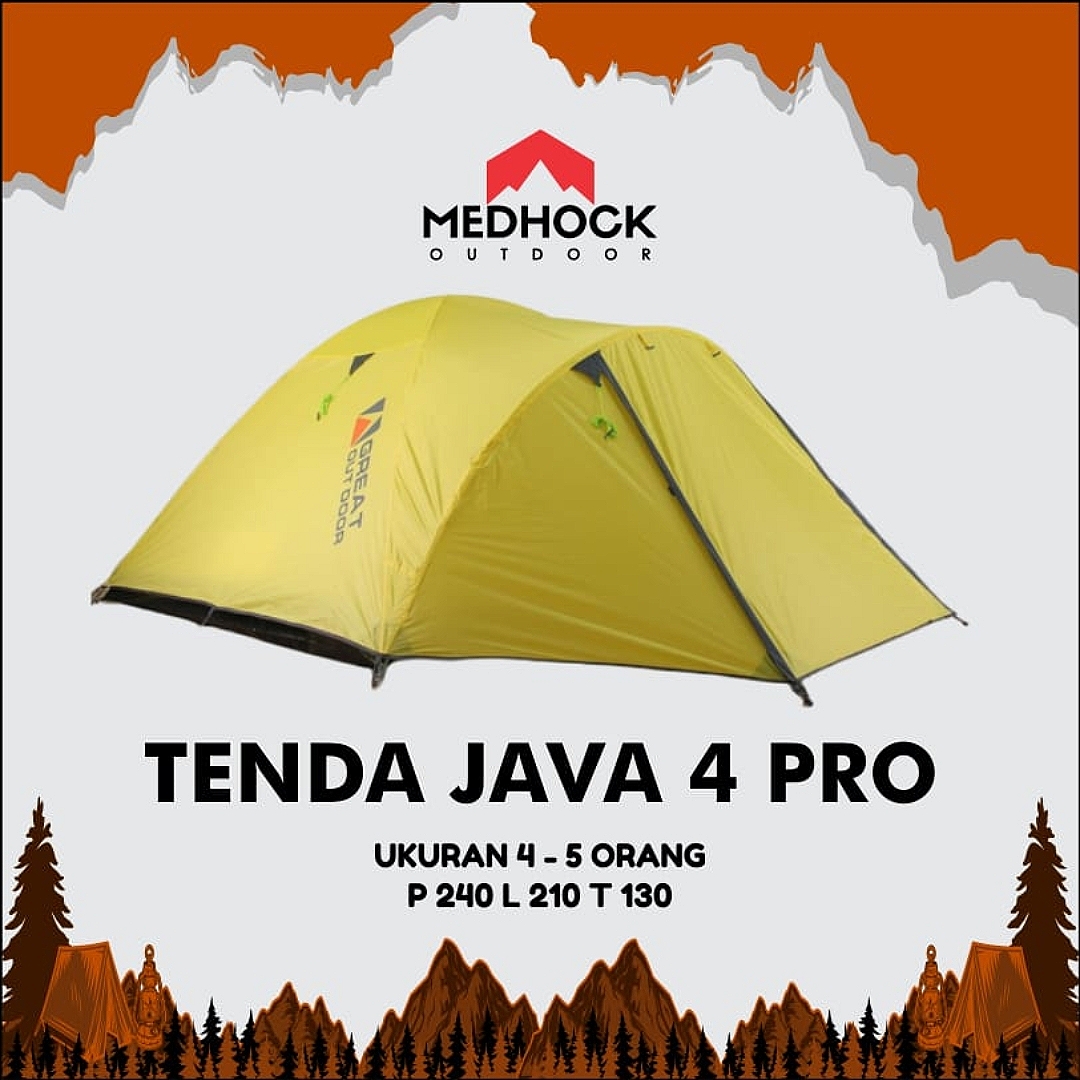 MEDHOCK
OUTDOOR
GREAT
OUTDOOR
TENDA JAVA 4 PRO
UKURAN 4 - 5 ORANG
P 240 L 210 T 130